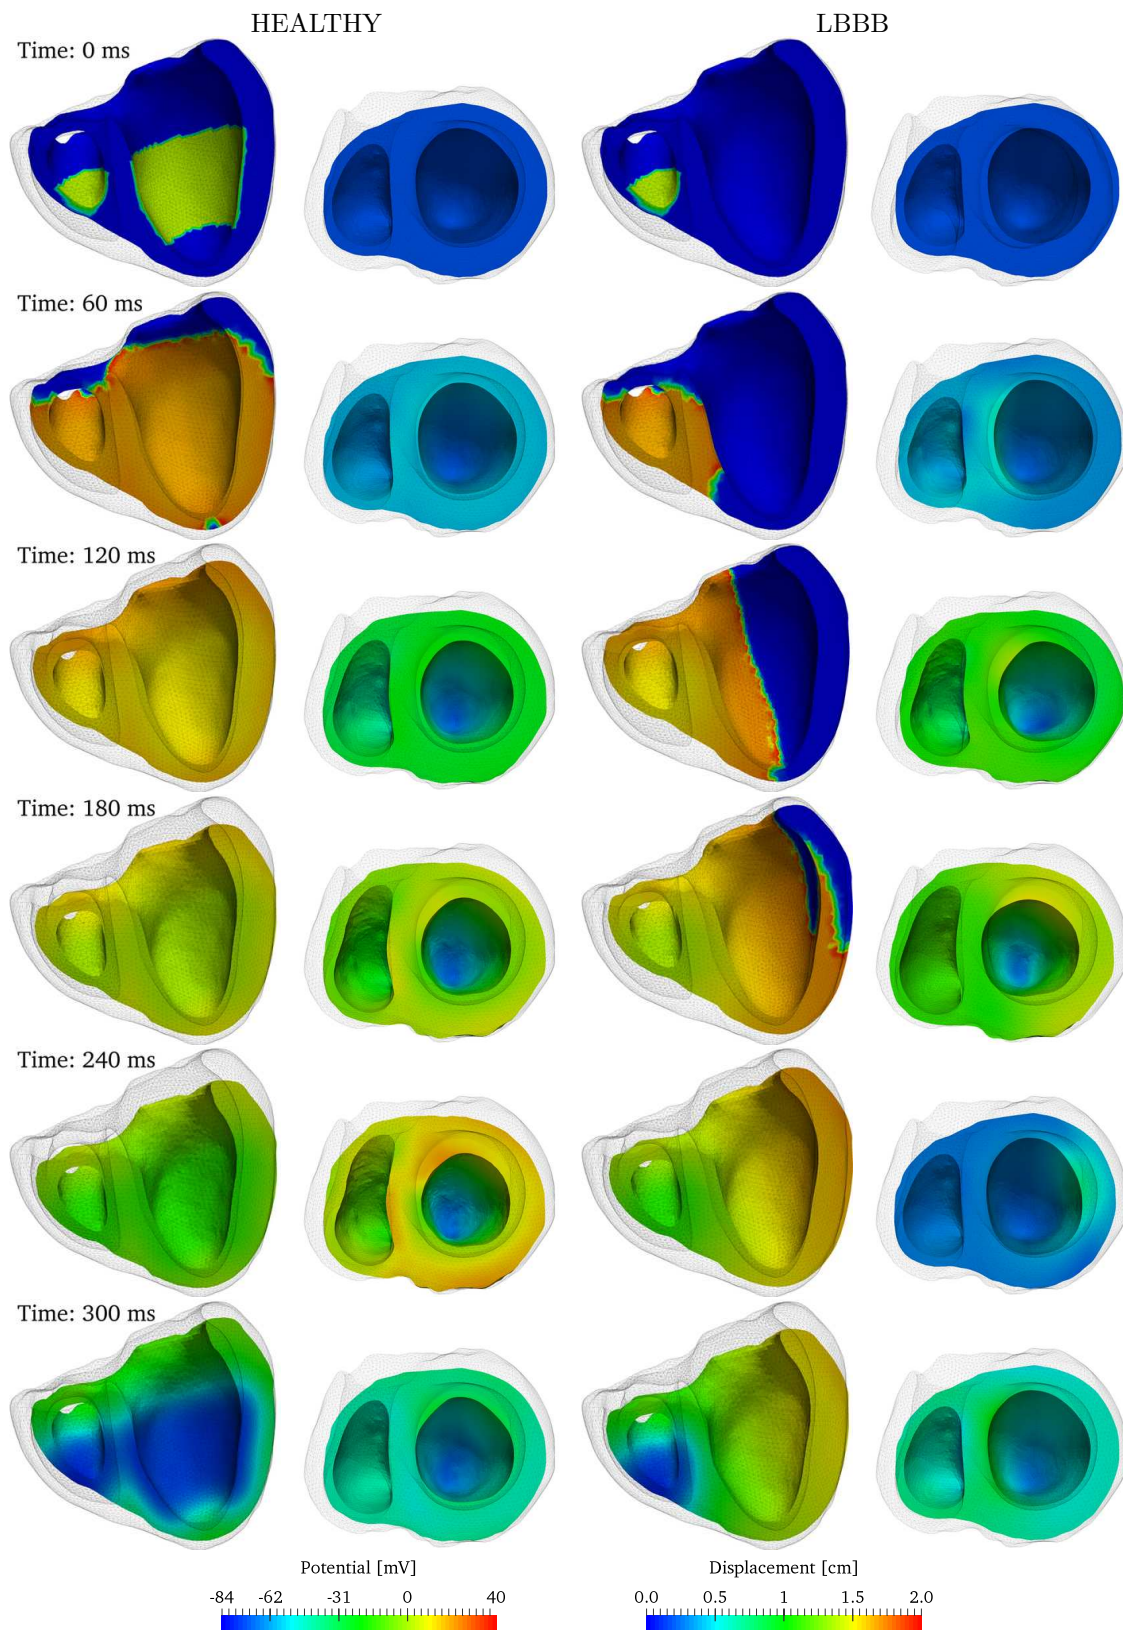 HEALTHY LBBB
Time: 0 ms
Time: 60 ms
Time: 120 ms
Time: 180 ms
Time: 240 ms
Time: 300 ms
Potential [mV] Displacement [cm]
-84 -62 -31 0 40 0.0 0.5 1 1.5 2.0